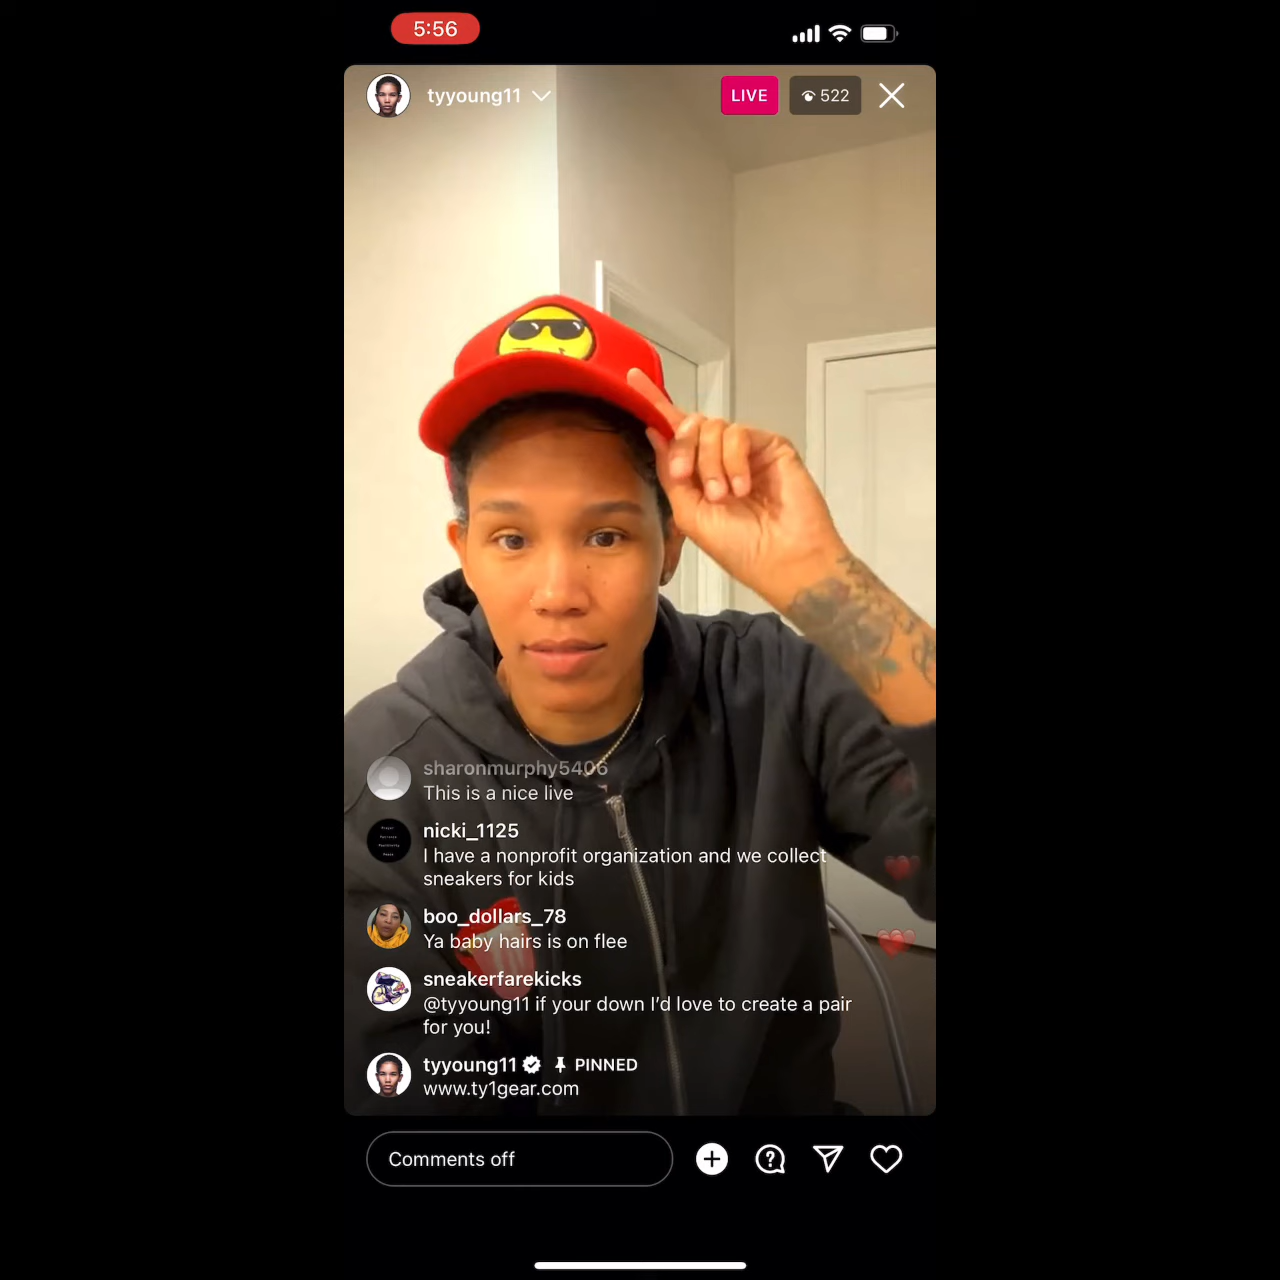 5:56
tyyoung11
LIVE
522
sharonmurphy5406
This is a nice live
nicki_1125
I have a nonprofit organization and we collect
sneakers for kids
boo_dollars_78
Ya baby hairs is on flee
sneakerfarekicks
@tyyoung11 if your down I’d love to create a pair
for you!
tyyoung11 PINNED
www.ty1gear.com
Comments off